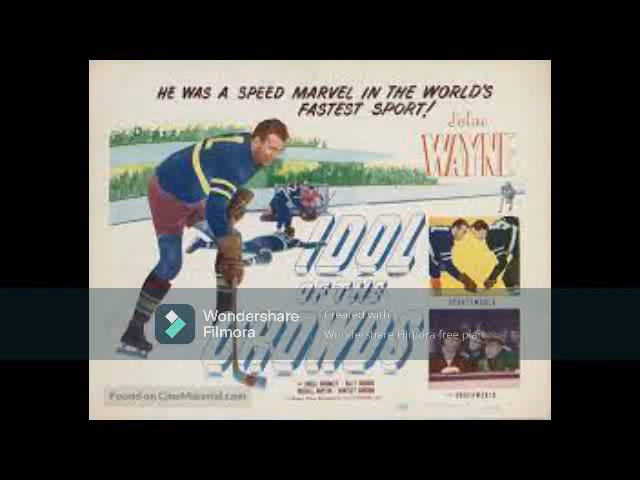 HE WAS A SPEED MARVEL IN THE WORLD'S
FASTEST SPORT!
John
WAYNE
IDOL
OF THE
CROWDS
Wondershare
Filmora
Created with
Wondershare Filmora free plan
Found on CineMaterial.com